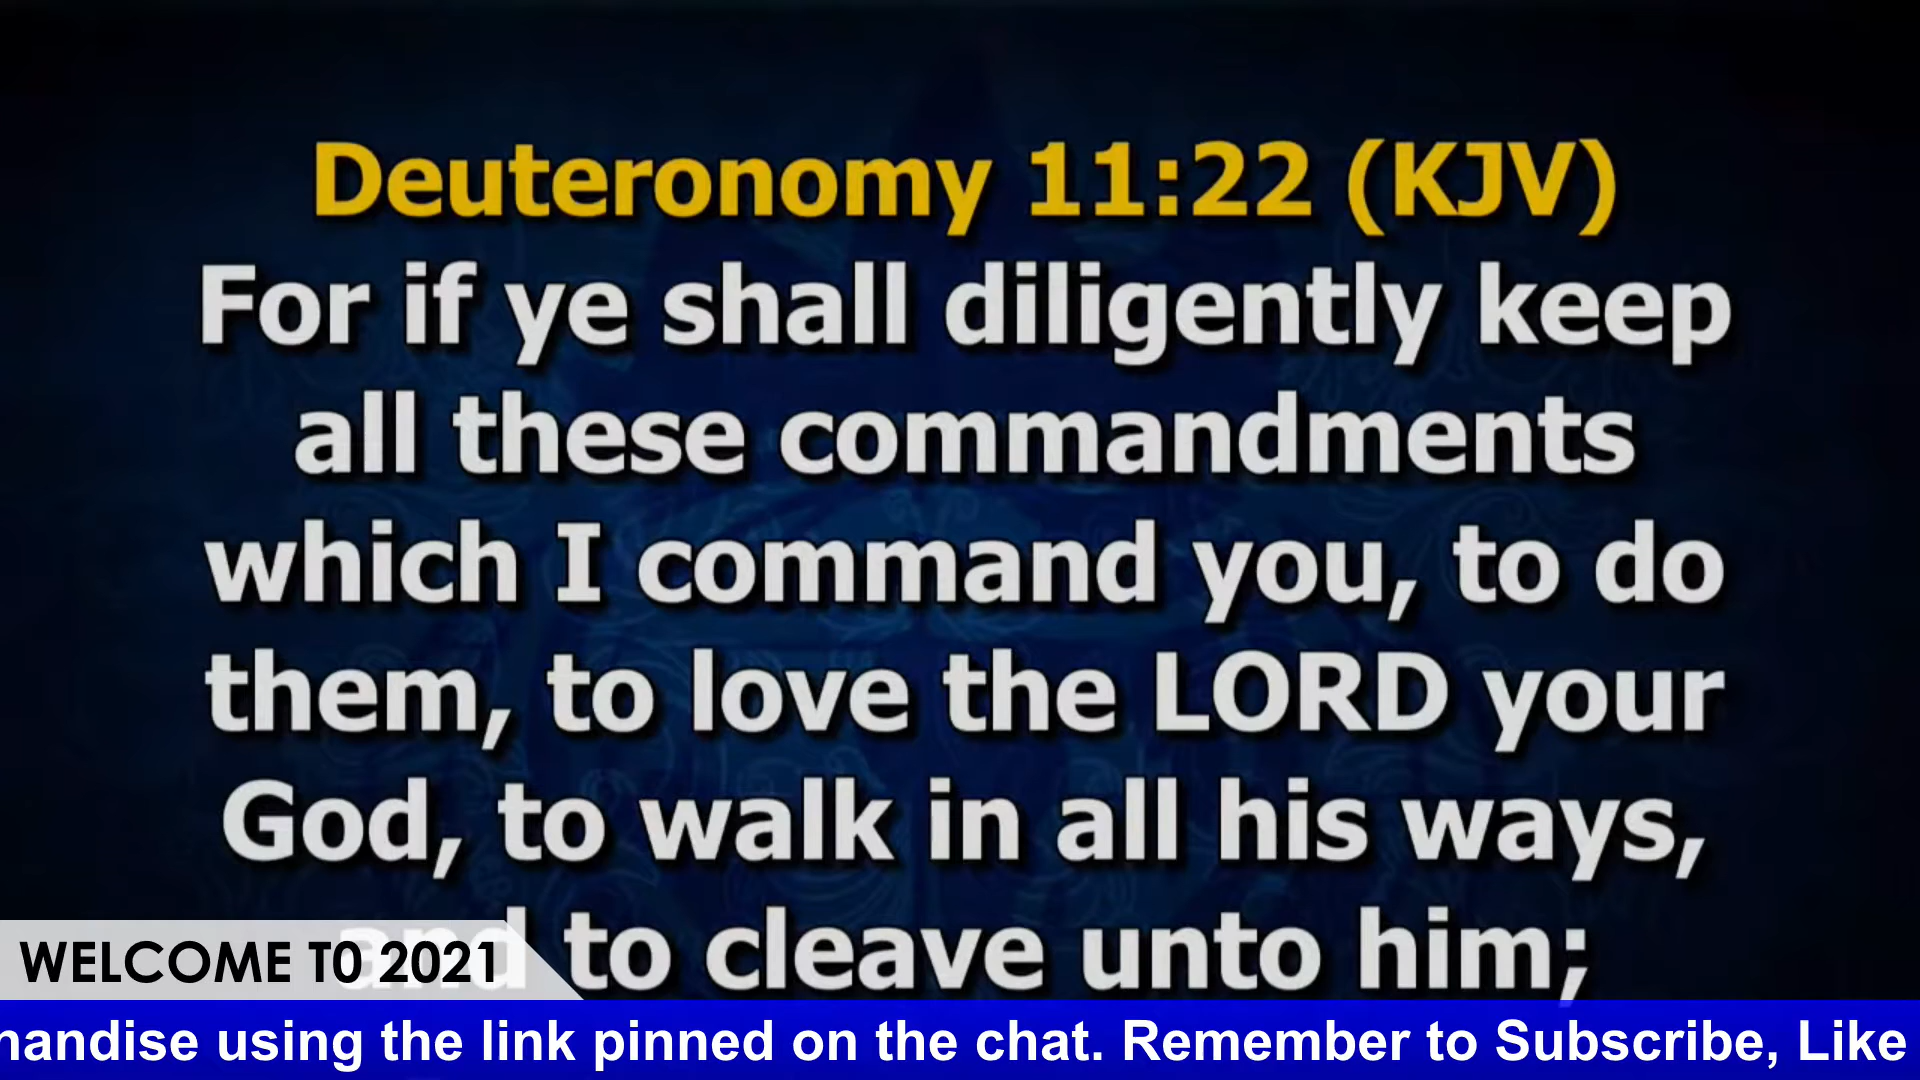 Deuteronomy 11:22 (KJV)
For if ye shall diligently keep
all these commandments
which I command you, to do
them, to love the LORD your
God, to walk in all his ways,
and to cleave unto him;
WELCOME TO 2021
handise using the link pinned on the chat. Remember to Subscribe, Like